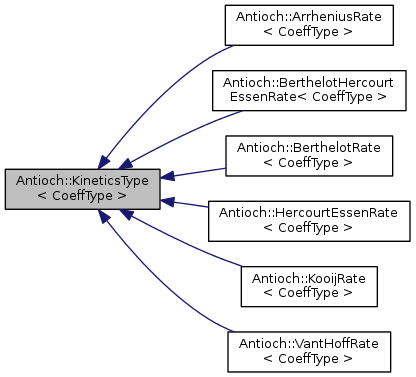 Antioch::ArrheniusRate
< CoeffType >
Antioch::BerthelotHercourt
EssenRate< CoeffType >
Antioch::BerthelotRate
< CoeffType >
Antioch::KineticsType
< CoeffType >
Antioch::HercourtEssenRate
< CoeffType >
Antioch::KooijRate
< CoeffType >
Antioch::VantHoffRate
< CoeffType >